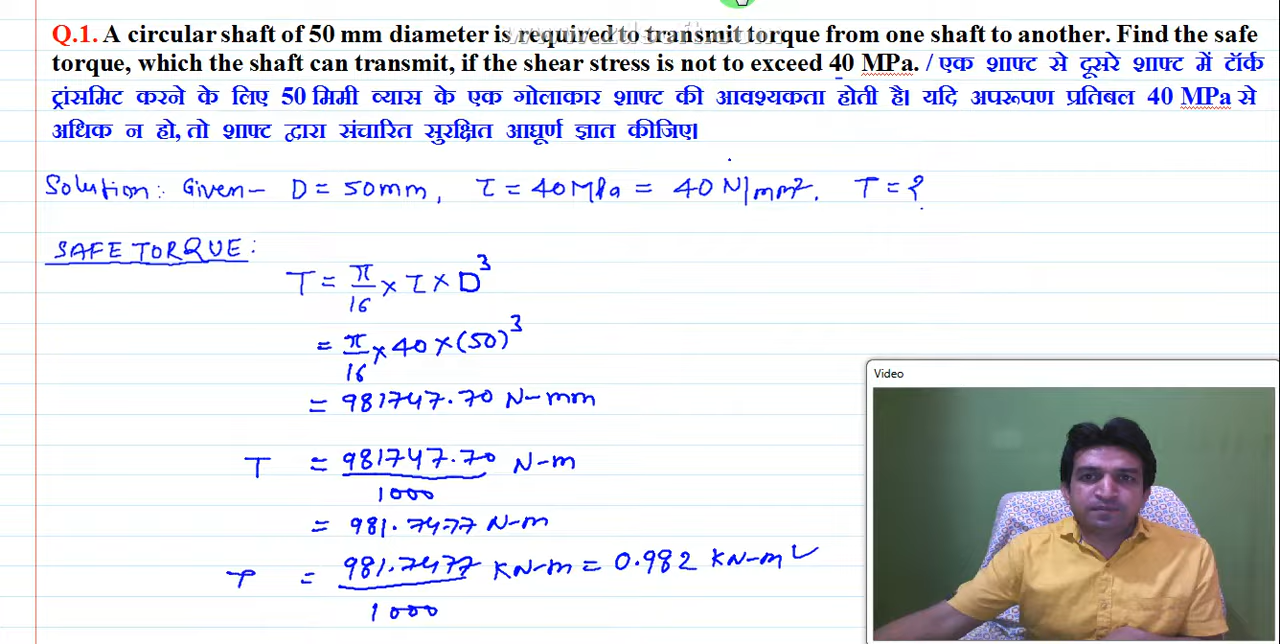 Q.1. A circular shaft of 50 mm diameter is required to transmit torque from one shaft to another. Find the safe
torque, which the shaft can transmit, if the shear stress is not to exceed 40 MPa. / एक शाफ्ट से दूसरे शाफ्ट में टॉर्क
ट्रांसमिट करने के लिए 50 मिमी व्यास के एक गोलाकार शाफ्ट की आवश्यकता होती है। यदि अपरूपण प्रतिबल 40 MPa से
अधिक न हो, तो शाफ्ट द्वारा संचारित सुरक्षित आघूर्ण ज्ञात कीजिए।
Solution: Given- D = 50mm, τ = 40 MPa = 40 N/mm². T = ?
SAFE TORQUE:
T = π/16 × τ × D³
= π/16 × 40 × (50)³
= 981747.70 N-mm
T = 981747.70/1000 N-m
= 981.7477 N-m
T = 981.7477/1000 KN-m = 0.982 KN-m
Video